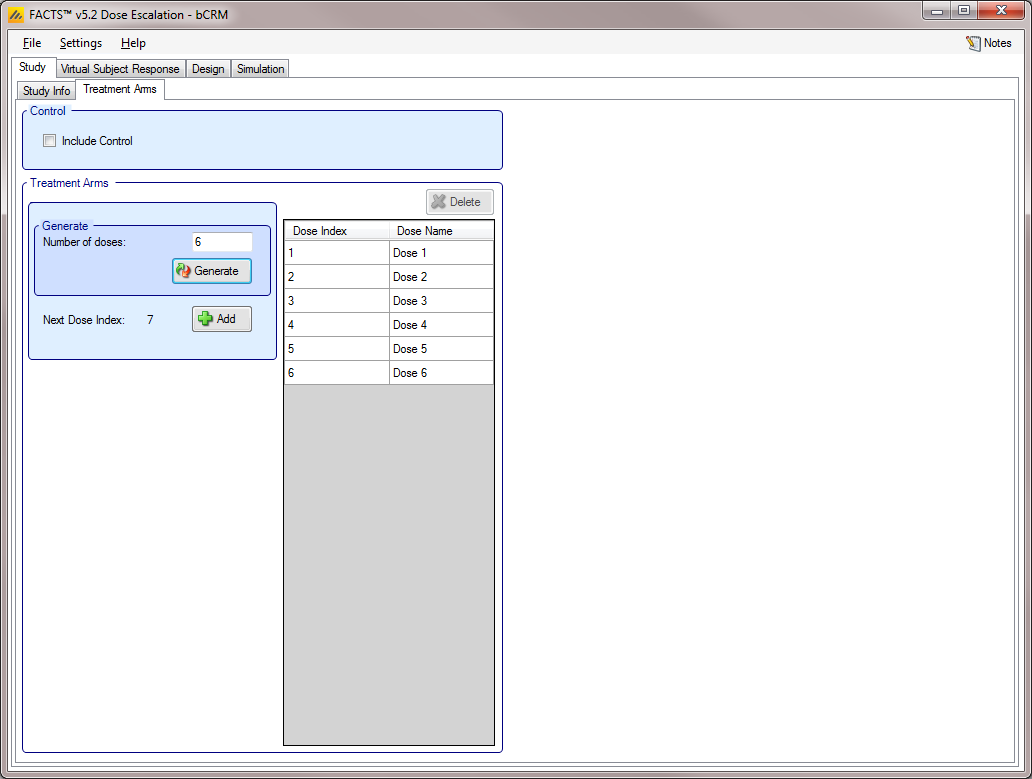 FACTS™ v5.2 Dose Escalation - bCRM
File Settings Help Notes
Study Virtual Subject Response Design Simulation
Study Info Treatment Arms
Control
Include Control
Treatment Arms
Delete
Generate
Number of doses: 6
Generate
Next Dose Index: 7 Add
Dose Index Dose Name
1 Dose 1
2 Dose 2
3 Dose 3
4 Dose 4
5 Dose 5
6 Dose 6